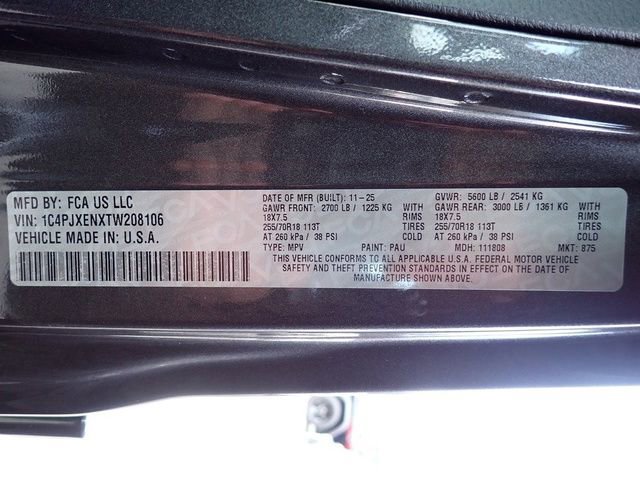 MFD BY: FCA US LLC
VIN: 1C4PJXENXTW208106
VEHICLE MADE IN: U.S.A.
DATE OF MFR (BUILT): 11-25 GVWR: 5600 LB / 2541 KG
GAWR FRONT: 2700 LB / 1225 KG GAWR REAR: 3000 LB / 1361 KG
18X7.5 RIMS 18X7.5 RIMS
255/70R18 113T TIRES 255/70R18 113T TIRES
AT 260 kPa / 38 PSI COLD AT 260 kPa / 38 PSI COLD
TYPE: MPV PAINT: PAU MDH: 111808 MKT: 875
THIS VEHICLE CONFORMS TO ALL APPLICABLE U.S.A. FEDERAL MOTOR VEHICLE
SAFETY AND THEFT PREVENTION STANDARDS IN EFFECT ON THE DATE OF
MANUFACTURE SHOWN ABOVE.